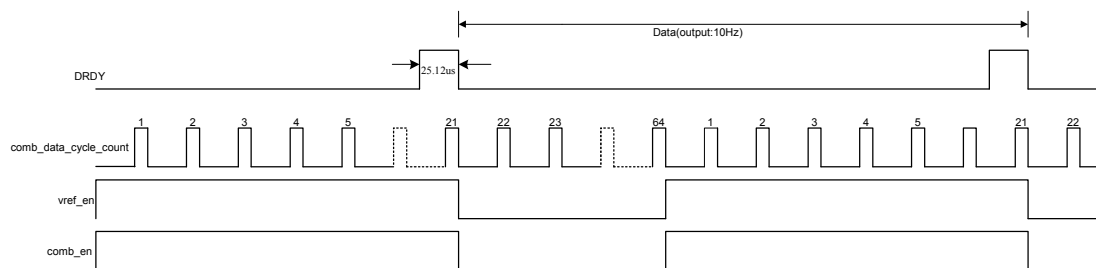 Data(output:10Hz)
DRDY
25.12us
1 2 3 4 5 21 22 23 64 1 2 3 4 5 21 22
comb_data_cycle_count
vref_en
comb_en